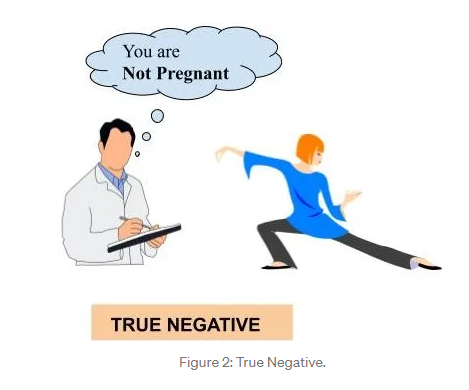 You are
Not Pregnant
TRUE NEGATIVE
Figure 2: True Negative.